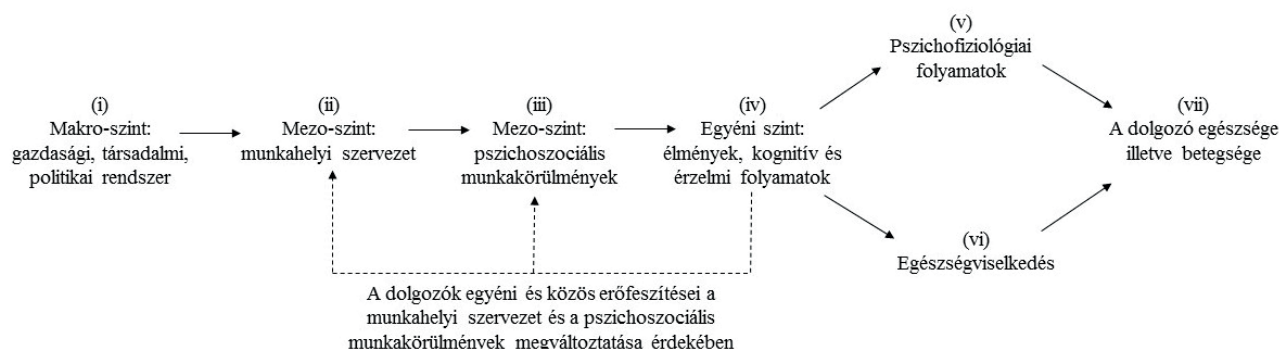 (i)
Makro-szint:
gazdasági, társadalmi,
politikai rendszer
(ii)
Mezo-szint:
munkahelyi szervezet
(iii)
Mezo-szint:
pszichoszociális
munkakörülmények
(iv)
Egyéni szint:
élmények, kognitív és
érzelmi folyamatok
(v)
Pszichofiziológiai
folyamatok
(vi)
Egészségviselkedés
(vii)
A dolgozó egészsége
illetve betegsége
A dolgozók egyéni és közös erőfeszítései a
munkahelyi szervezet és a pszichoszociális
munkakörülmények megváltoztatása érdekében